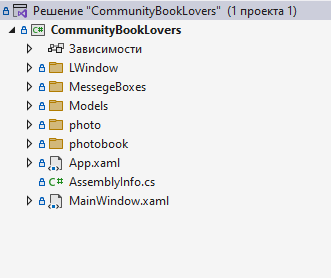 Решение "CommunityBookLovers" (1 проекта 1)
CommunityBookLovers
Зависимости
LWindow
MessegeBoxes
Models
photo
photobook
App.xaml
C# AssemblyInfo.cs
MainWindow.xaml